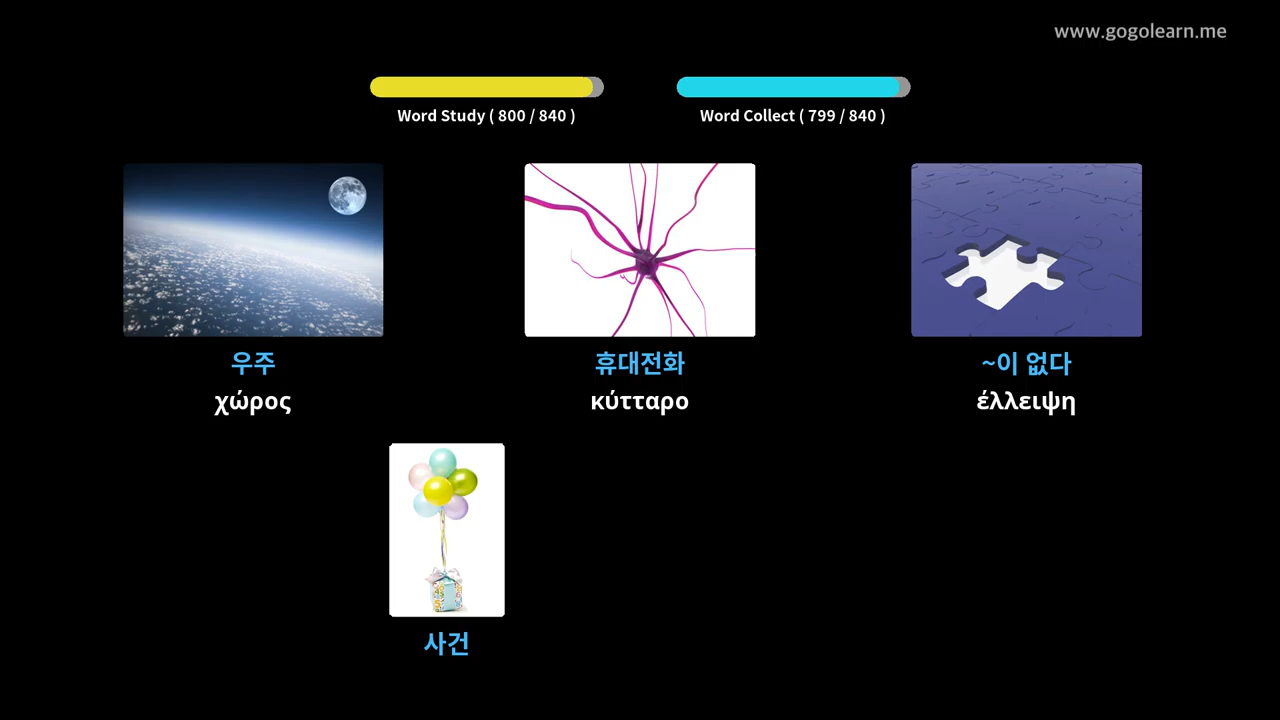 www.gogolearn.me
Word Study ( 800 / 840 )
Word Collect ( 799 / 840 )
우주
휴대전화
~이 없다
χώρος
κύτταρο
έλλειψη
사건